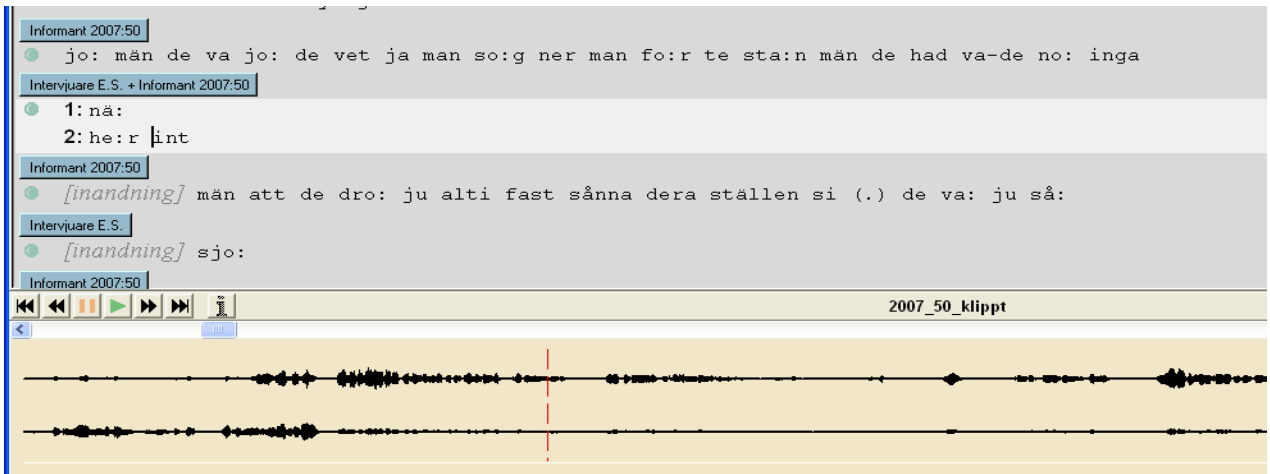 Informant 2007:50
jo: män de va jo: de vet ja man so:g ner man fo:r te sta:n män de had va-de no: inga
Intervjuare E.S. + Informant 2007:50
1: nä:
2: he:r int
Informant 2007:50
[inandning] män att de dro: ju alti fast sånna dera ställen si (.) de va: ju så:
Intervjuare E.S.
[inandning] sjo:
Informant 2007:50
2007_50_klippt